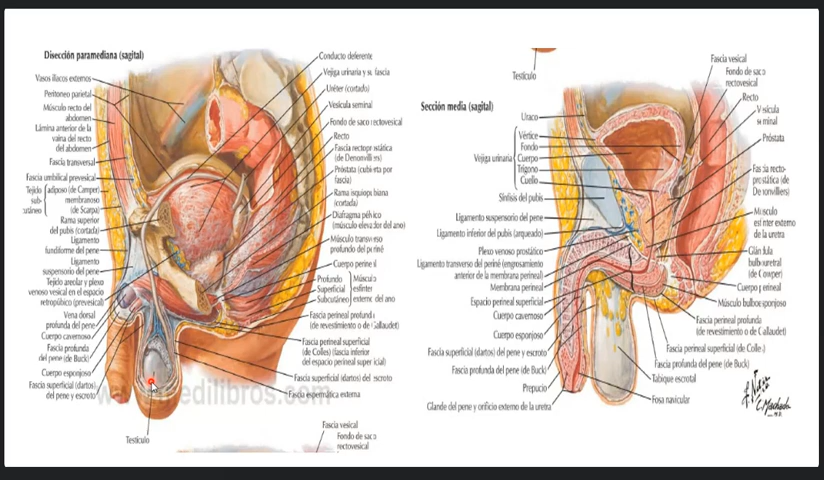 Disección paramediana (sagital)
Vasos ilíacos externos
Peritoneo parietal
Músculo recto del
abdomen
Lámina anterior de la
vaina del recto
del abdomen
Fascia transversal
Fascia umbilical prevesical
Tejido
sub-
cutáneo
adiposo (de Camper)
membranoso
(de Scarpa)
Rama superior
del pubis (cortada)
Ligamento
fundiforme del pene
Ligamento
suspensorio del pene
Tejido areolar y plexo
venoso vesical en el espacio
retropúbico (prevesical)
Vena dorsal
profunda del pene
Cuerpo cavernoso
Fascia profunda
del pene (de Buck)
Cuerpo esponjoso
Fascia superficial (dartos)
del pene y escroto
Testículo
Conducto deferente
Vejiga urinaria y su fascia
Uréter (cortado)
Vesícula seminal
Fondo de saco rectovesical
Recto
Fascia rectoprostática
(de Denonvilliers)
Próstata (cubierta por
fascia)
Rama isquiopubiana
(cortada)
Diafragma pélvico
(músculo elevador del ano)
Músculo transverso
profundo del periné
Cuerpo perineal
Profundo
Superficial
Subcutáneo
Músculo
esfínter
externo del ano
Fascia perineal profunda
(de revestimiento o de Gallaudet)
Fascia perineal superficial
(de Colles) (fascia inferior
del espacio perineal superficial)
Fascia superficial (dartos) del escroto
Fascia espermática externa
edilibros.com
Fascia vesical
Fondo de saco
rectovesical
Testículo
Sección media (sagital)
Uraco
Vejiga urinaria
Vértice
Fondo
Cuerpo
Trígono
Cuello
Sínfisis del pubis
Ligamento suspensorio del pene
Ligamento inferior del pubis (arqueado)
Plexo venoso prostático
Ligamento transverso del periné (engrosamiento
anterior de la membrana perineal)
Membrana perineal
Espacio perineal superficial
Cuerpo cavernoso
Cuerpo esponjoso
Fascia superficial (dartos) del pene y escroto
Fascia profunda del pene (de Buck)
Prepucio
Glande del pene y orificio externo de la uretra
Fascia vesical
Fondo de saco
rectovesical
Recto
Vesícula
seminal
Próstata
Fascia recto-
prostática (de
Denonvilliers)
Músculo
esfínter externo
de la uretra
Glándula
bulbouretral
(de Cowper)
Cuerpo perineal
Músculo bulboesponjoso
Fascia perineal profunda
(de revestimiento o de Gallaudet)
Fascia perineal superficial (de Colles)
Fascia profunda del pene (de Buck)
Tabique escrotal
Fosa navicular